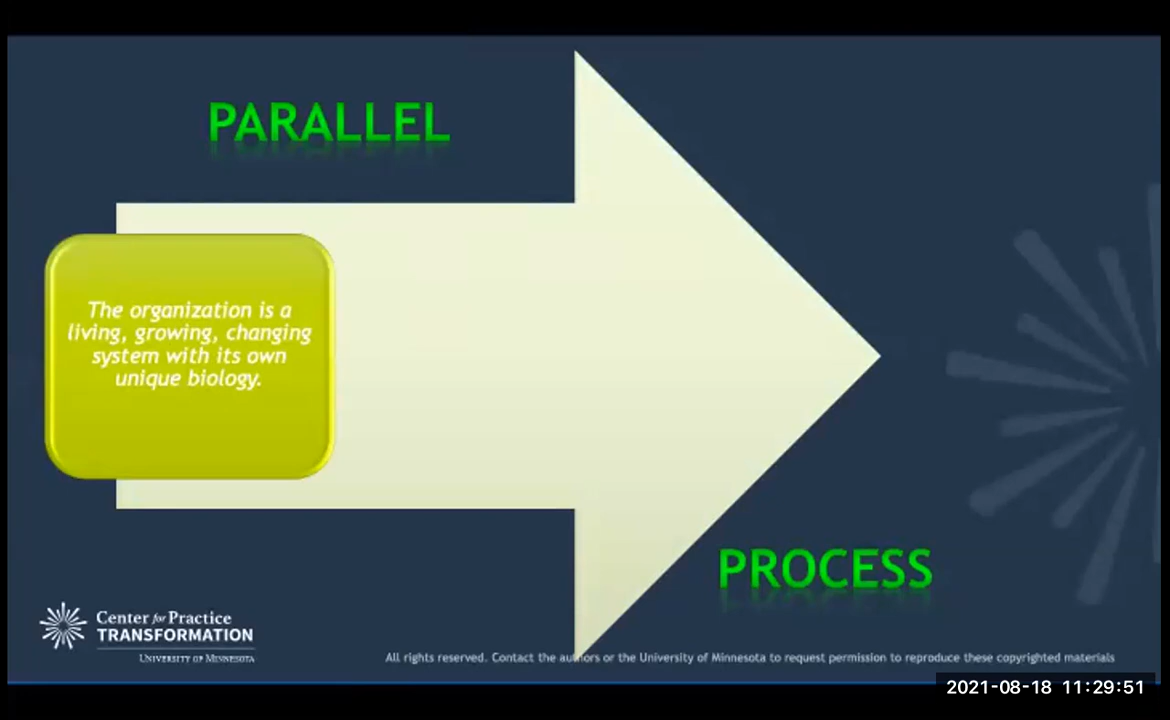 PARALLEL
The organization is a
living, growing, changing
system with its own
unique biology.
PROCESS
Center for Practice
TRANSFORMATION
UNIVERSITY OF MINNESOTA
All rights reserved. Contact the authors or the University of Minnesota to request permission to reproduce these copyrighted materials
2021-08-18 11:29:51